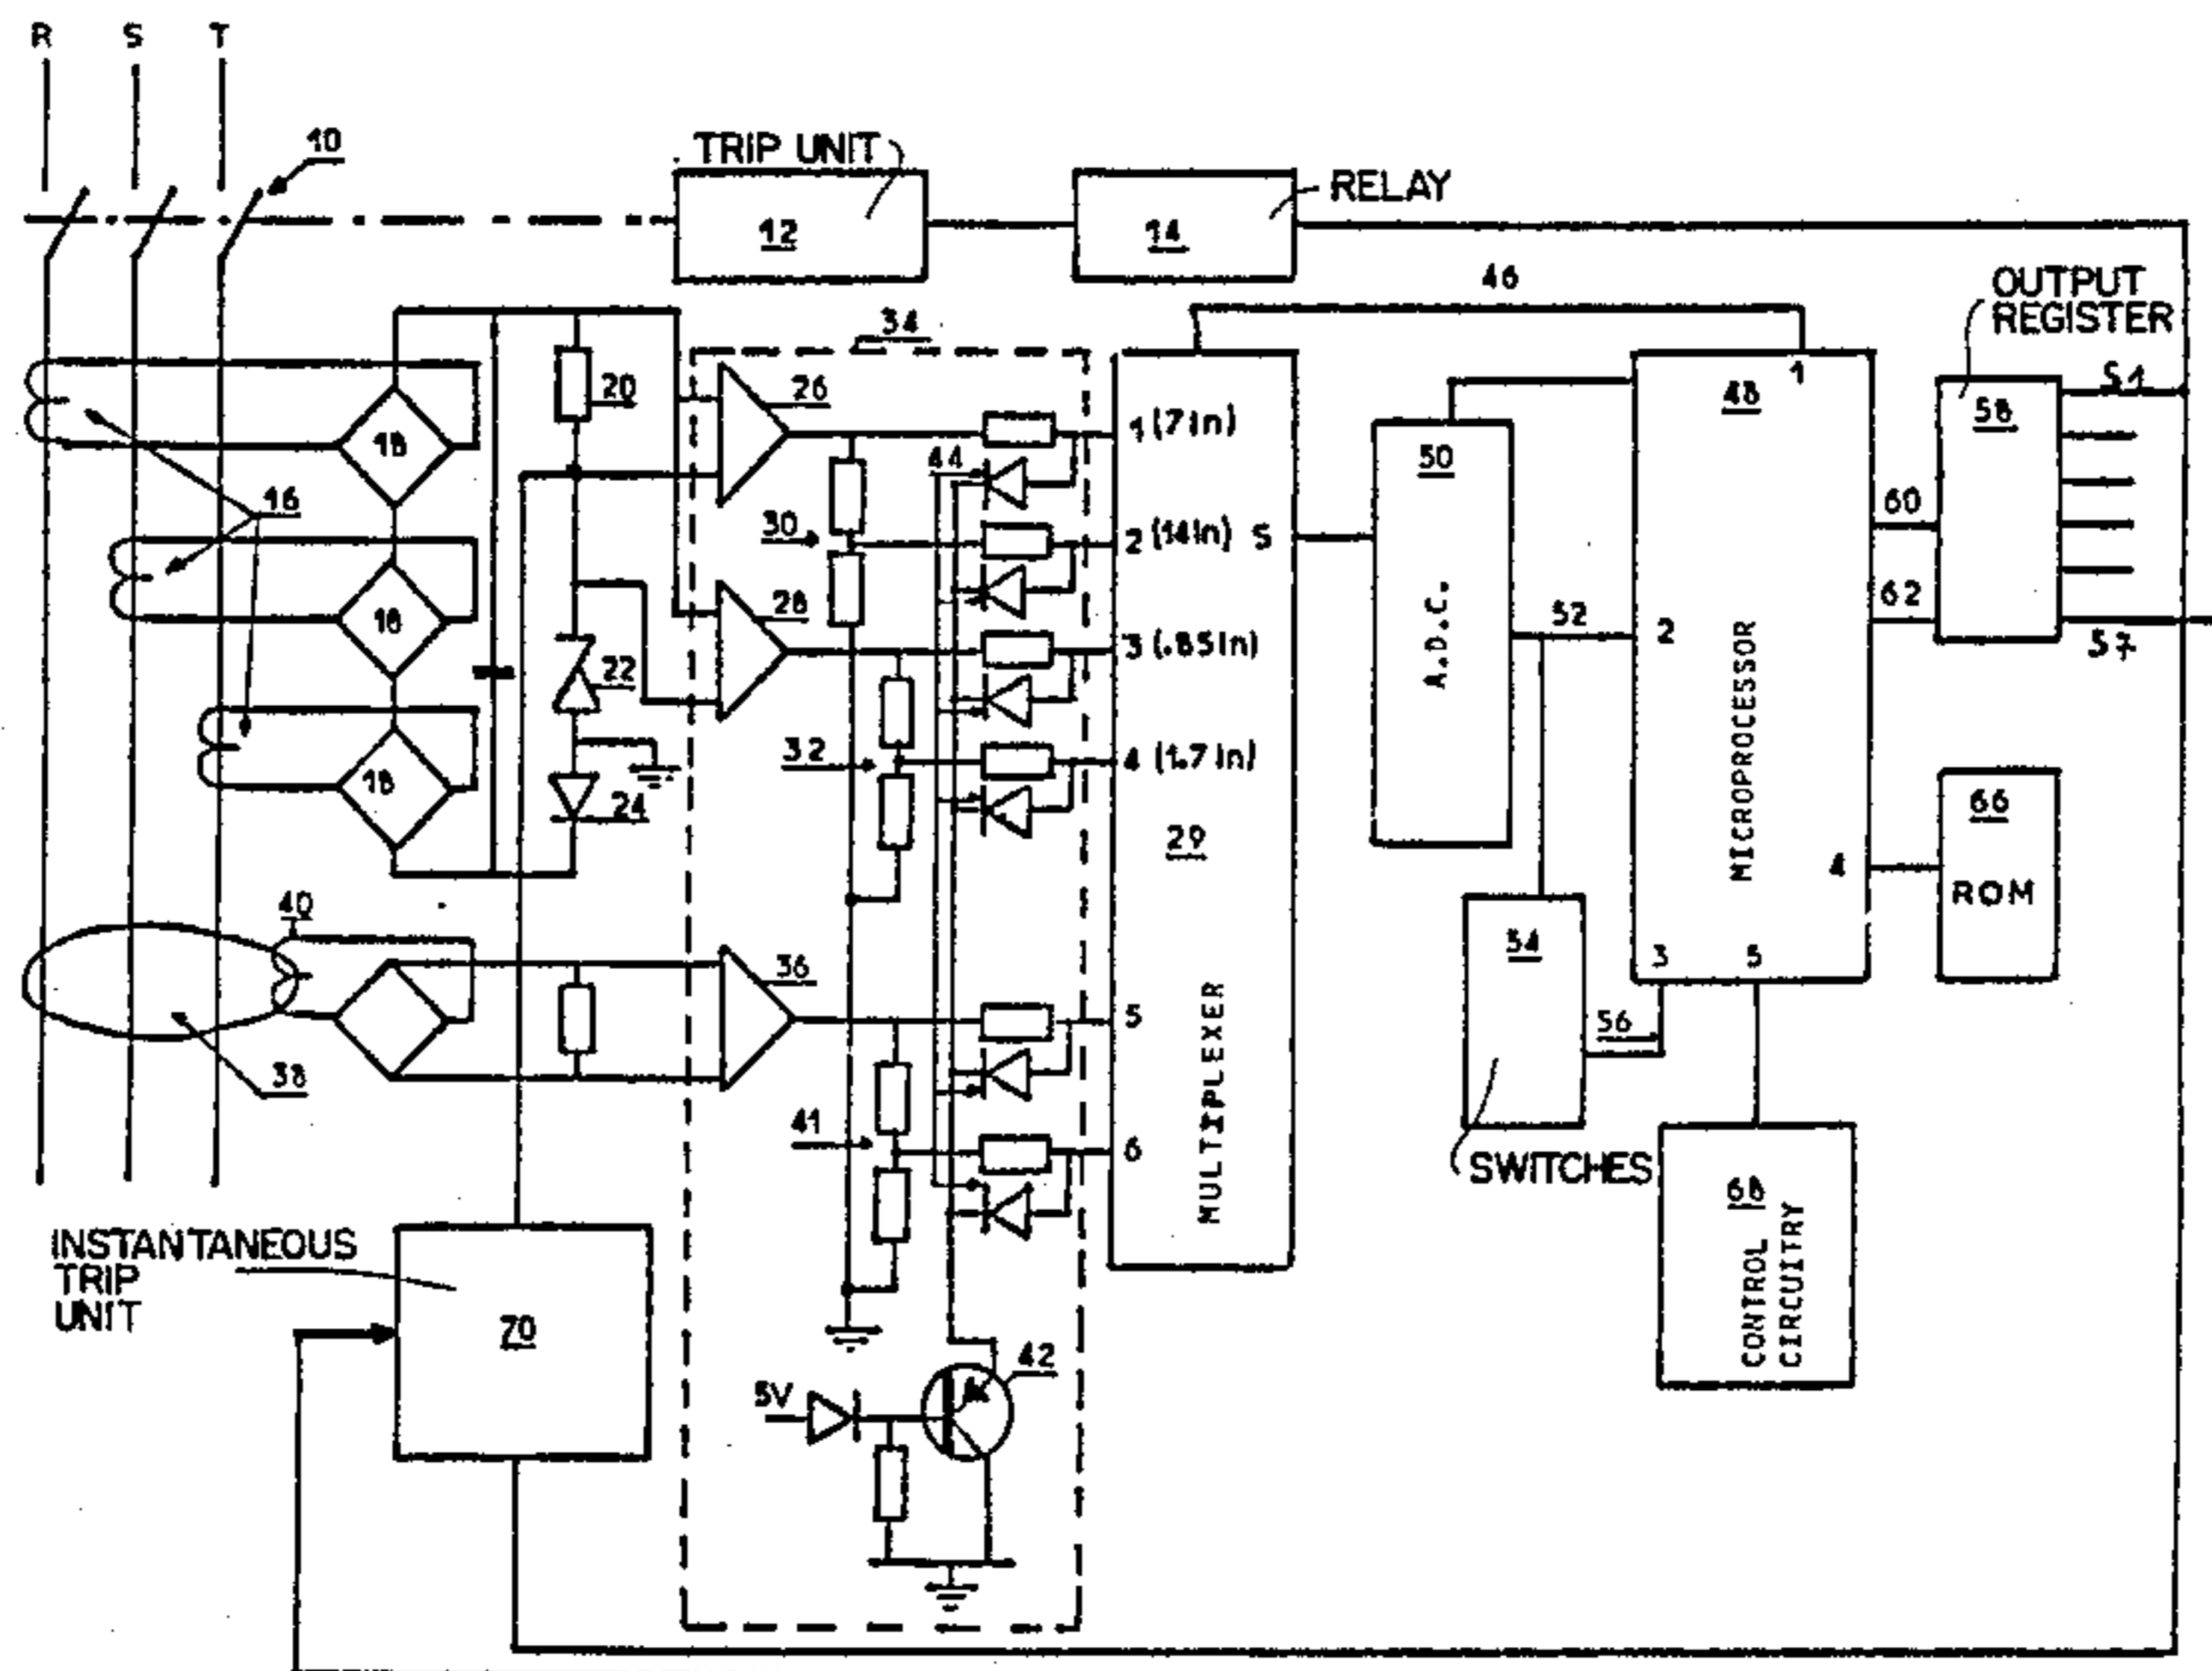 R S T
10
TRIP UNIT
12
14
RELAY
46
OUTPUT
REGISTER
34
20
26
1 (7 In)
48
1
58
S1
18
44
50
16
30
2 (14 In) S
60
18
28
52
2
62
22
3 (.85 In)
A.D.C.
MICROPROCESSOR
S7
32
4 (1.7 In)
18
24
29
66
4
ROM
40
54
3
5
36
5
56
38
MULTIPLEXER
41
6
SWITCHES
68
CONTROL
CIRCUITRY
INSTANTANEOUS
TRIP
UNIT
70
42
5V